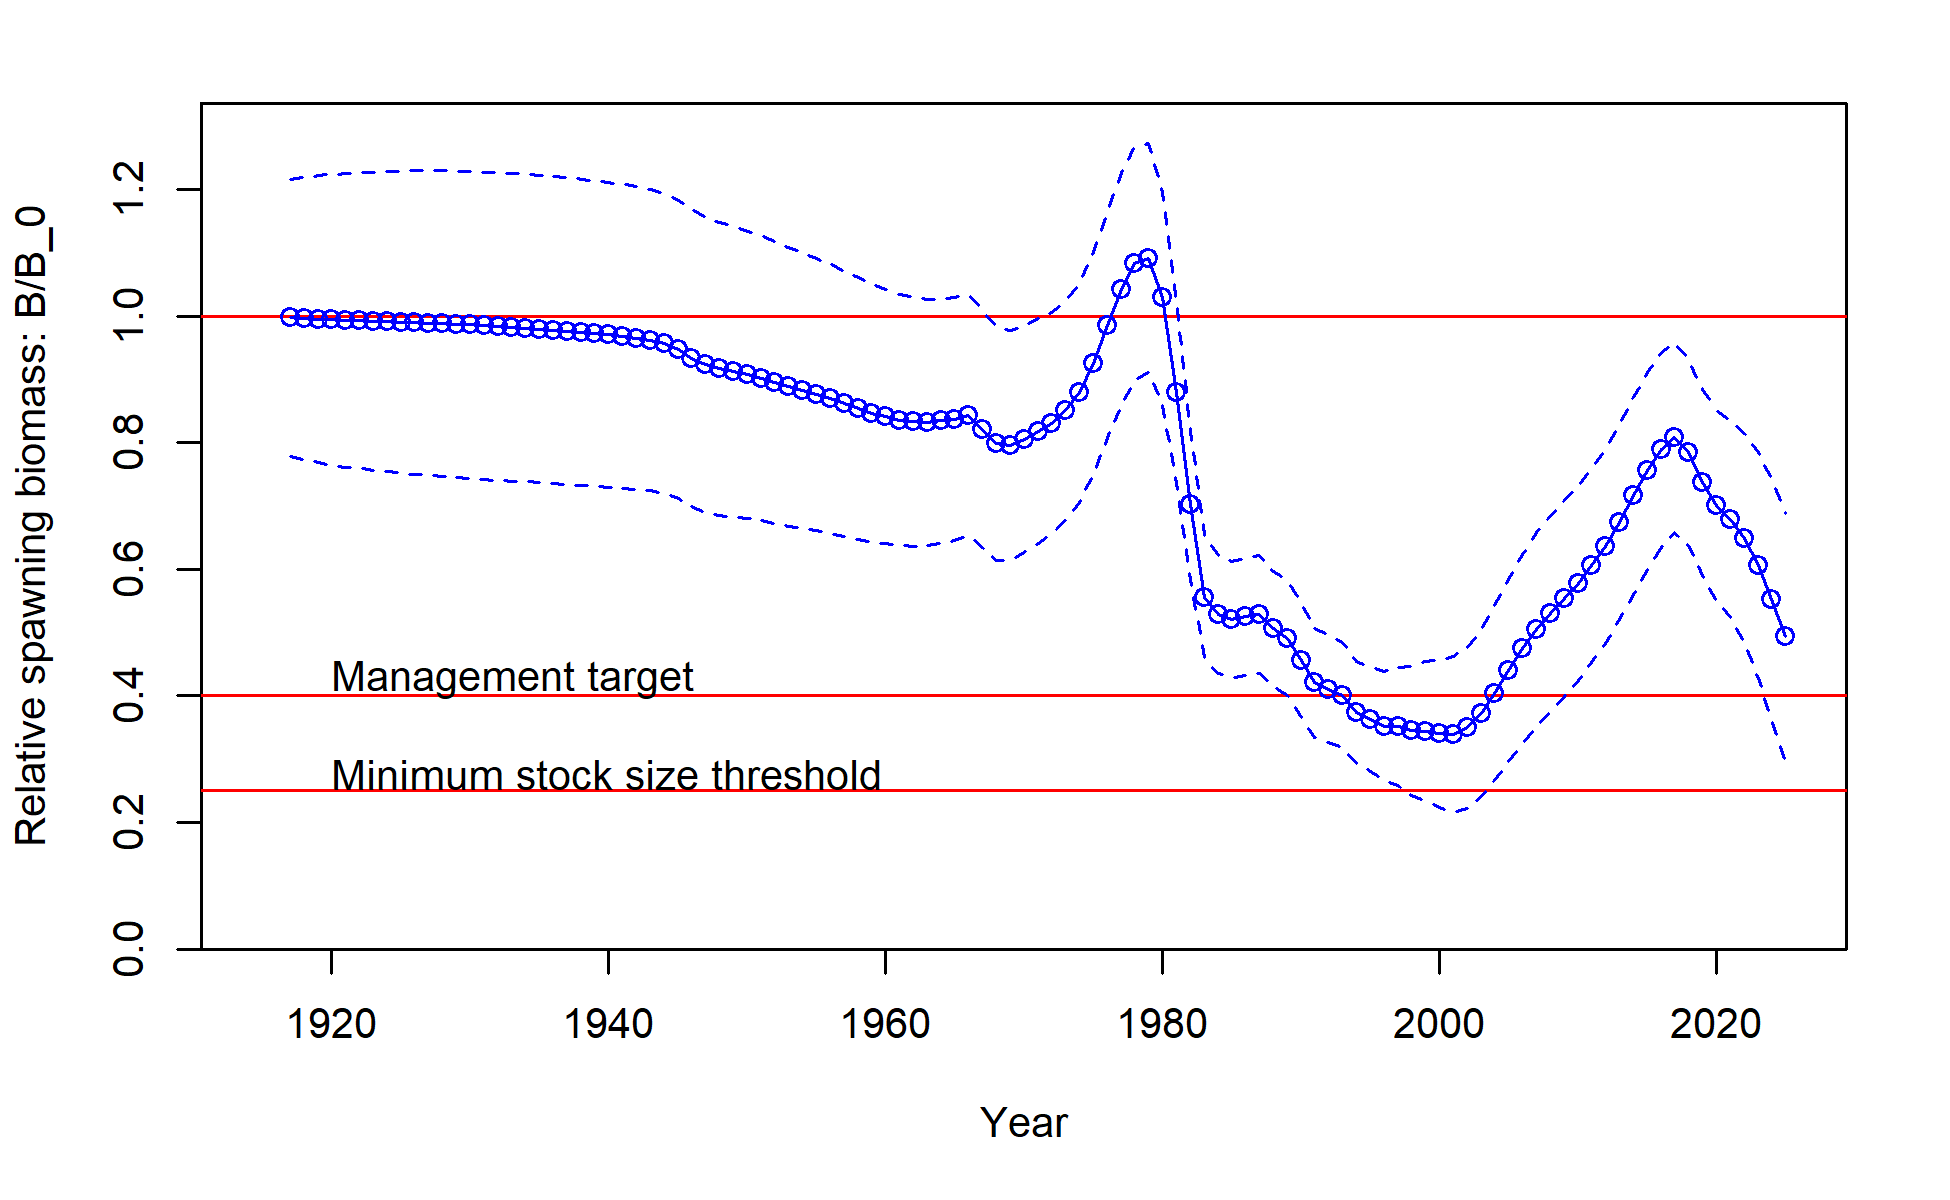 Relative spawning biomass: B/B_0
1.2
1.0
0.8
0.6
0.4
0.2
0.0
Management target
Minimum stock size threshold
1920 1940 1960 1980 2000 2020
Year